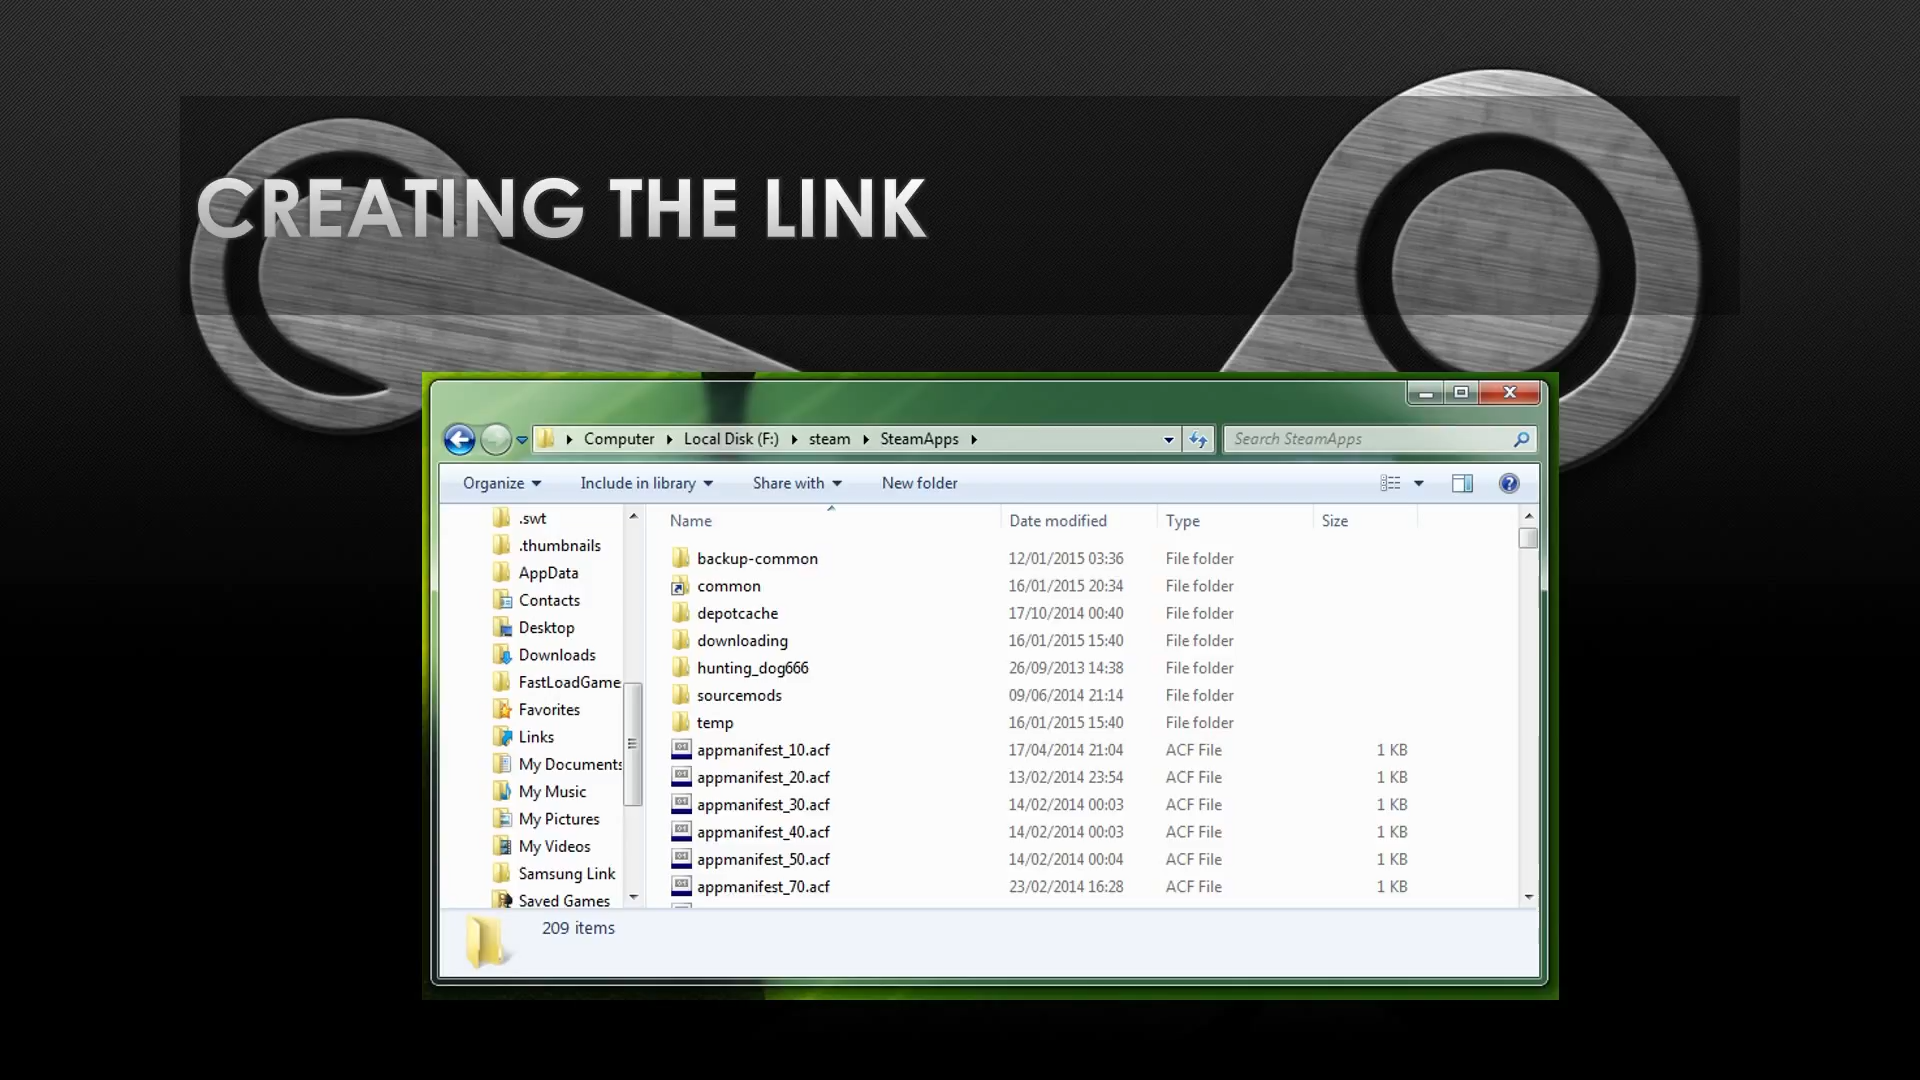 CREATING THE LINK
Computer Local Disk (F:) steam SteamApps
Search SteamApps
Organize Include in library Share with New folder
.swt
.thumbnails
AppData
Contacts
Desktop
Downloads
FastLoadGame
Favorites
Links
My Documents
My Music
My Pictures
My Videos
Samsung Link
Saved Games
Name Date modified Type Size
backup-common 12/01/2015 03:36 File folder
common 16/01/2015 20:34 File folder
depotcache 17/10/2014 00:40 File folder
downloading 16/01/2015 15:40 File folder
hunting_dog666 26/09/2013 14:38 File folder
sourcemods 09/06/2014 21:14 File folder
temp 16/01/2015 15:40 File folder
appmanifest_10.acf 17/04/2014 21:04 ACF File 1 KB
appmanifest_20.acf 13/02/2014 23:54 ACF File 1 KB
appmanifest_30.acf 14/02/2014 00:03 ACF File 1 KB
appmanifest_40.acf 14/02/2014 00:03 ACF File 1 KB
appmanifest_50.acf 14/02/2014 00:04 ACF File 1 KB
appmanifest_70.acf 23/02/2014 16:28 ACF File 1 KB
209 items